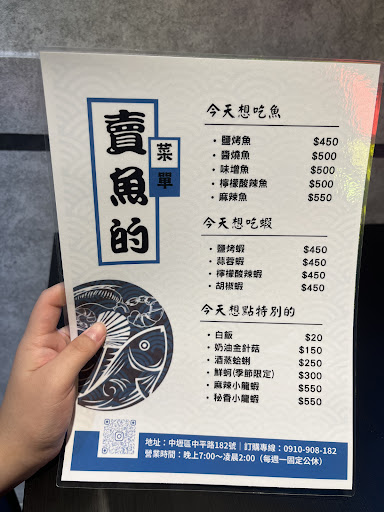 賣魚的
菜單
今天想吃魚
・鹽烤魚 $450
・醬燒魚 $500
・味增魚 $500
・檸檬酸辣魚 $500
・麻辣魚 $550
今天想吃蝦
・鹽烤蝦 $450
・蒜蓉蝦 $450
・檸檬酸辣蝦 $450
・胡椒蝦 $450
今天想點特別的
・白飯 $20
・奶油金針菇 $150
・酒蒸蛤蜊 $250
・鮮蚵(季節限定) $300
・麻辣小龍蝦 $550
・秘香小龍蝦 $550
地址：中壢區中平路182號｜訂購專線：0910-908-182
營業時間：晚上7:00～凌晨2:00（每週一固定公休）